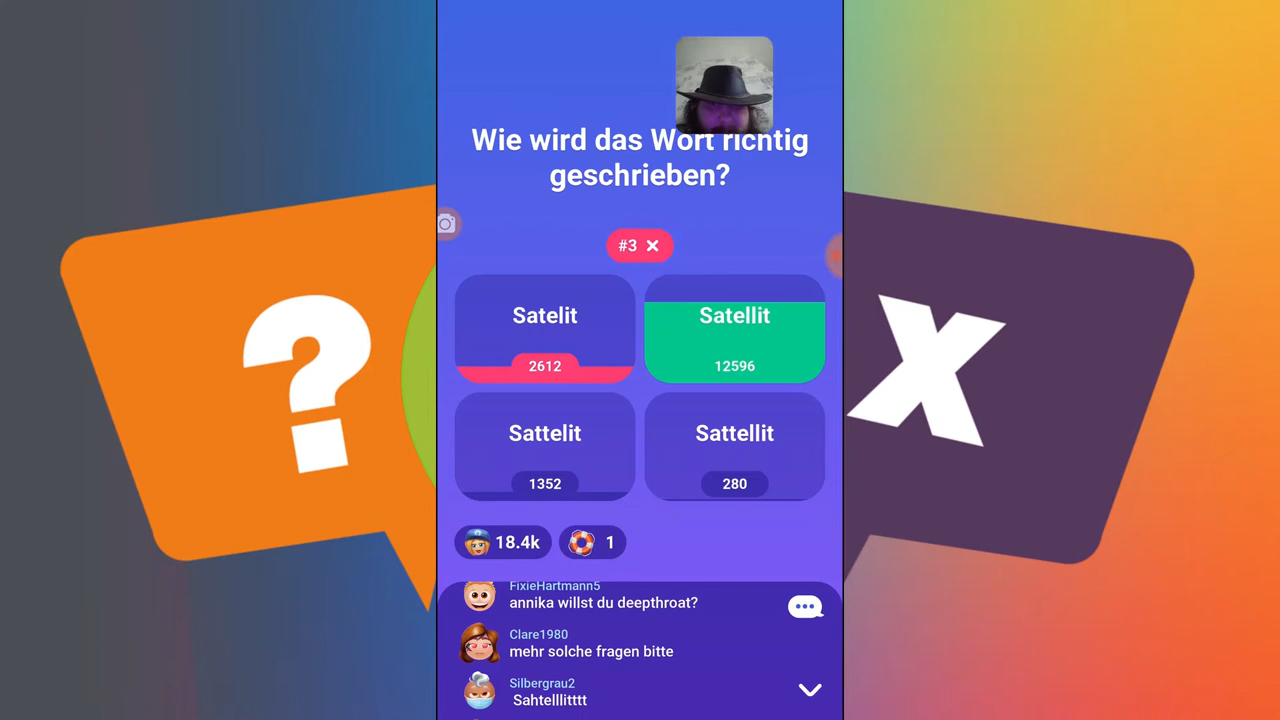 Wie wird das Wort richtig
geschrieben?
#3 ×
Satelit
Satellit
2612
12596
Sattelit
Sattellit
1352
280
18.4k
1
?
X
FixieHartmann5
annika willst du deepthroat?
Clare1980
mehr solche fragen bitte
Silbergrau2
Sahtelllitttt